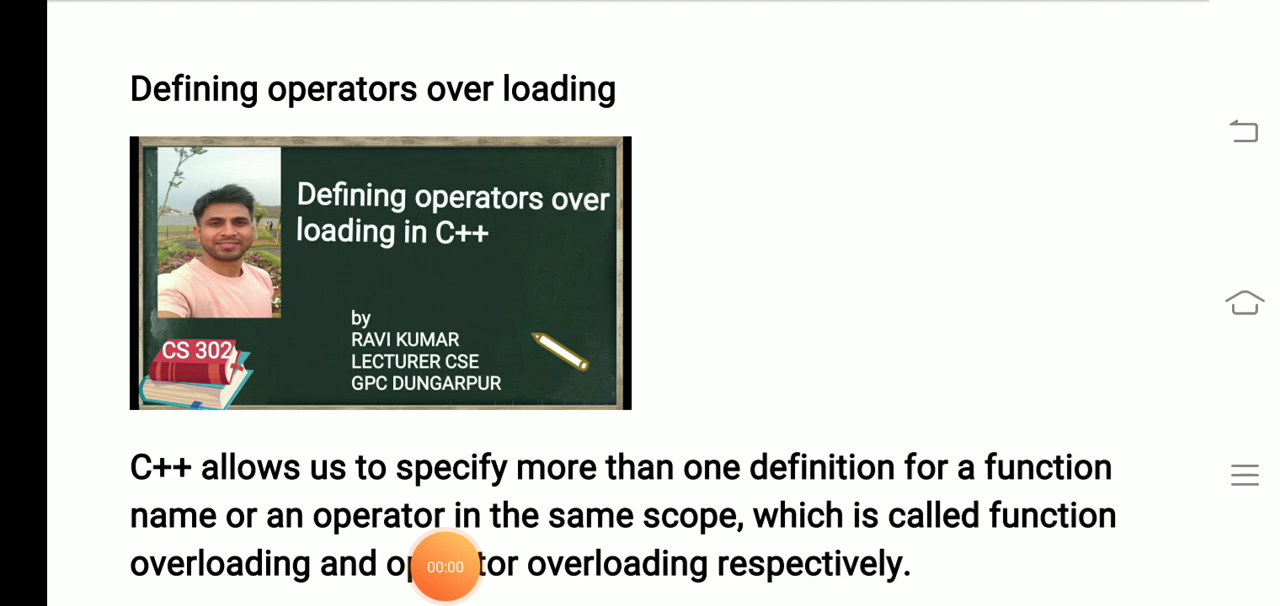 Defining operators over loading
Defining operators over
loading in C++
by
RAVI KUMAR
LECTURER CSE
GPC DUNGARPUR
CS 302
C++ allows us to specify more than one definition for a function
name or an operator in the same scope, which is called function
overloading and op tor overloading respectively.
00:00